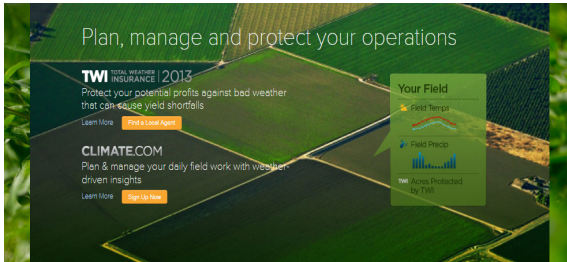 Plan, manage and protect your operations
TWI TOTAL WEATHER INSURANCE | 2013
Protect your potential profits against bad weather
that can cause yield shortfalls
Learn More Find a Local Agent
CLIMATE.COM
Plan & manage your daily field work with weather-
driven insights
Learn More Sign Up Now
Your Field
Field Temps
Field Precip
TWI Acres Protected
by TWI